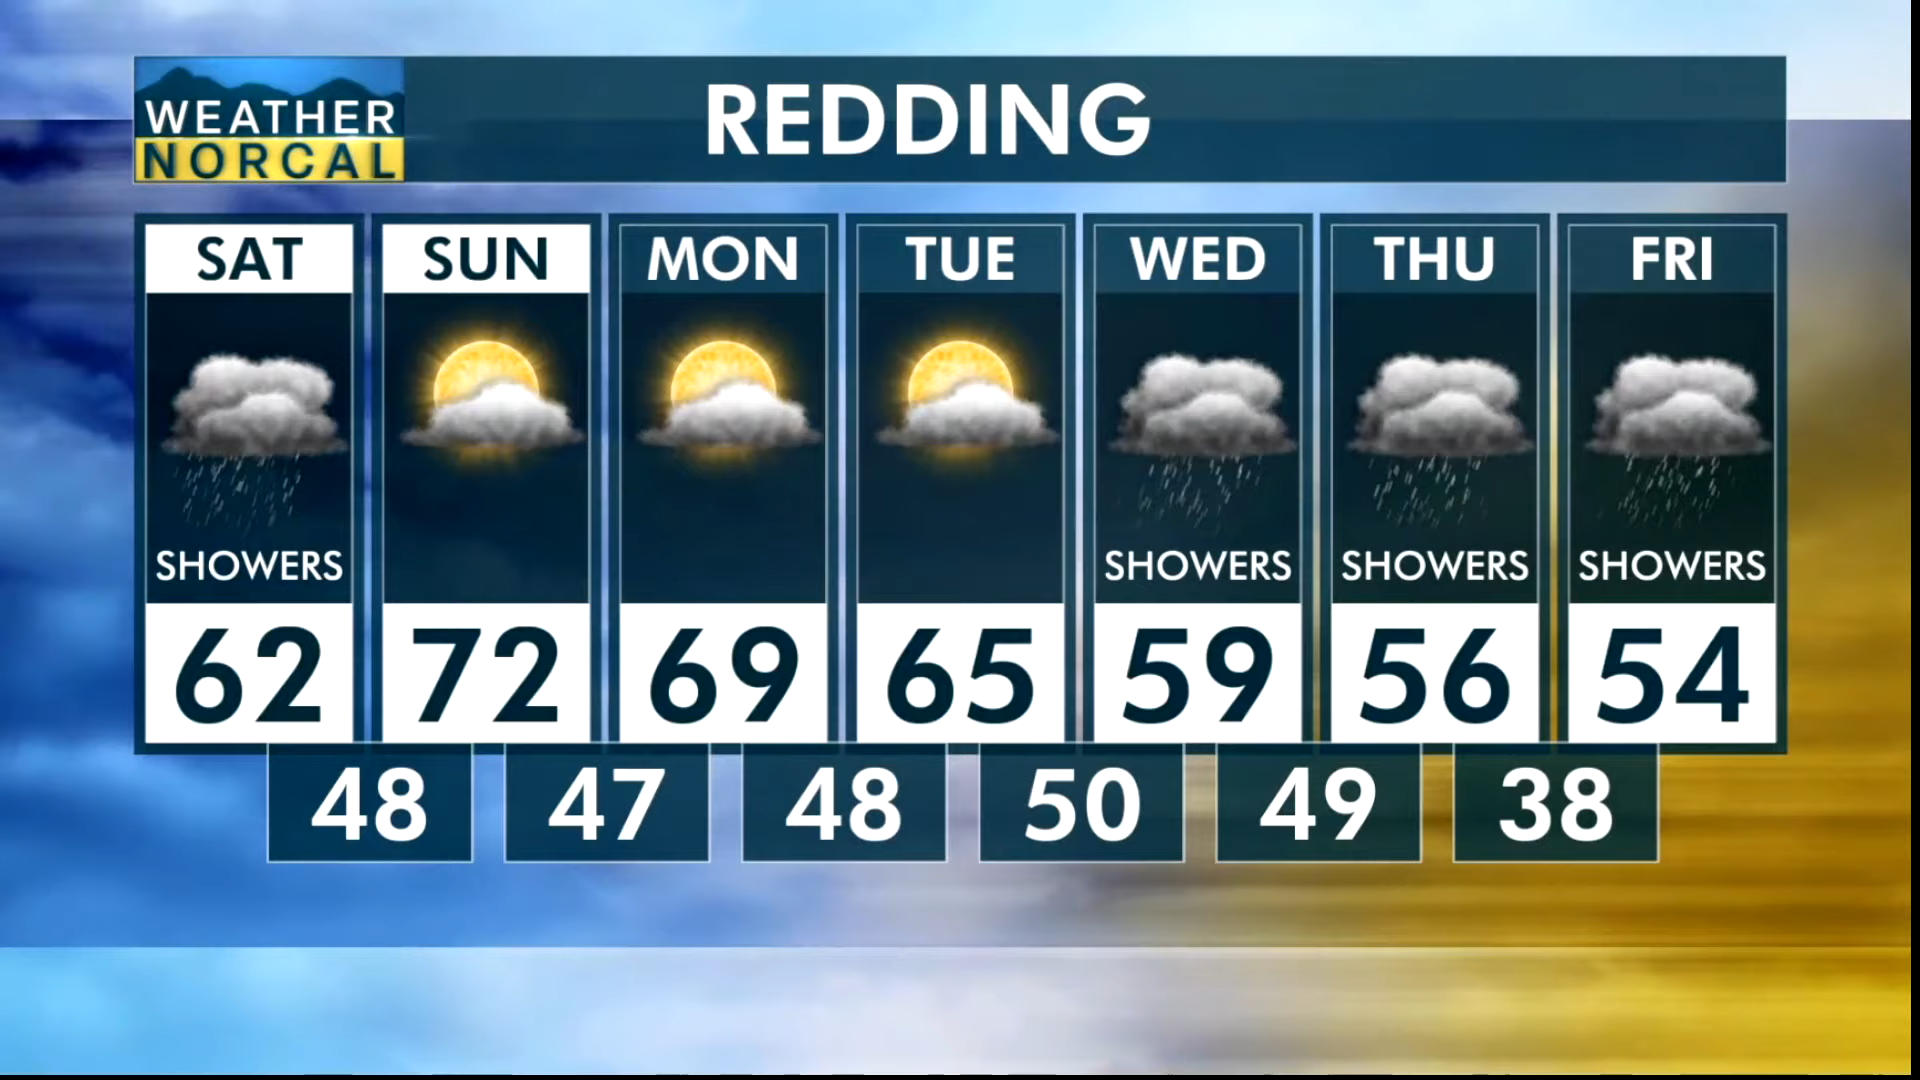 WEATHER
NORCAL
REDDING
SAT SUN MON TUE WED THU FRI
SHOWERS SHOWERS SHOWERS SHOWERS
62 72 69 65 59 56 54
48 47 48 50 49 38